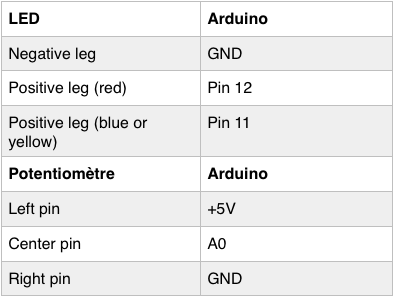 LED Arduino
Negative leg GND
Positive leg (red) Pin 12
Positive leg (blue or Pin 11
yellow)
Potentiomètre Arduino
Left pin +5V
Center pin A0
Right pin GND